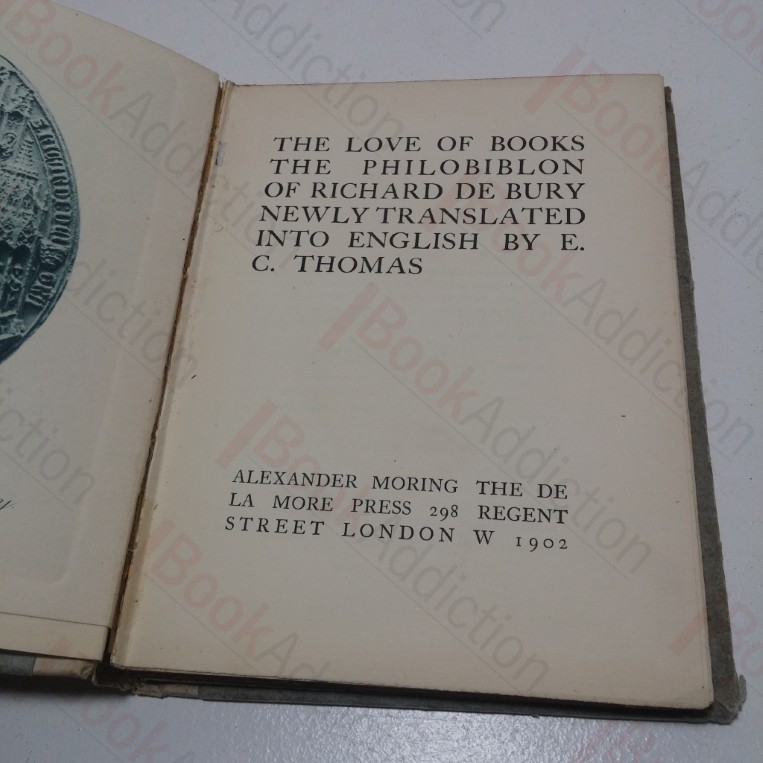 THE LOVE OF BOOKS
THE PHILOBIBLON
OF RICHARD DE BURY
NEWLY TRANSLATED
INTO ENGLISH BY E.
C. THOMAS
ALEXANDER MORING THE DE
LA MORE PRESS 298 REGENT
STREET LONDON W 1902
BookAddiction